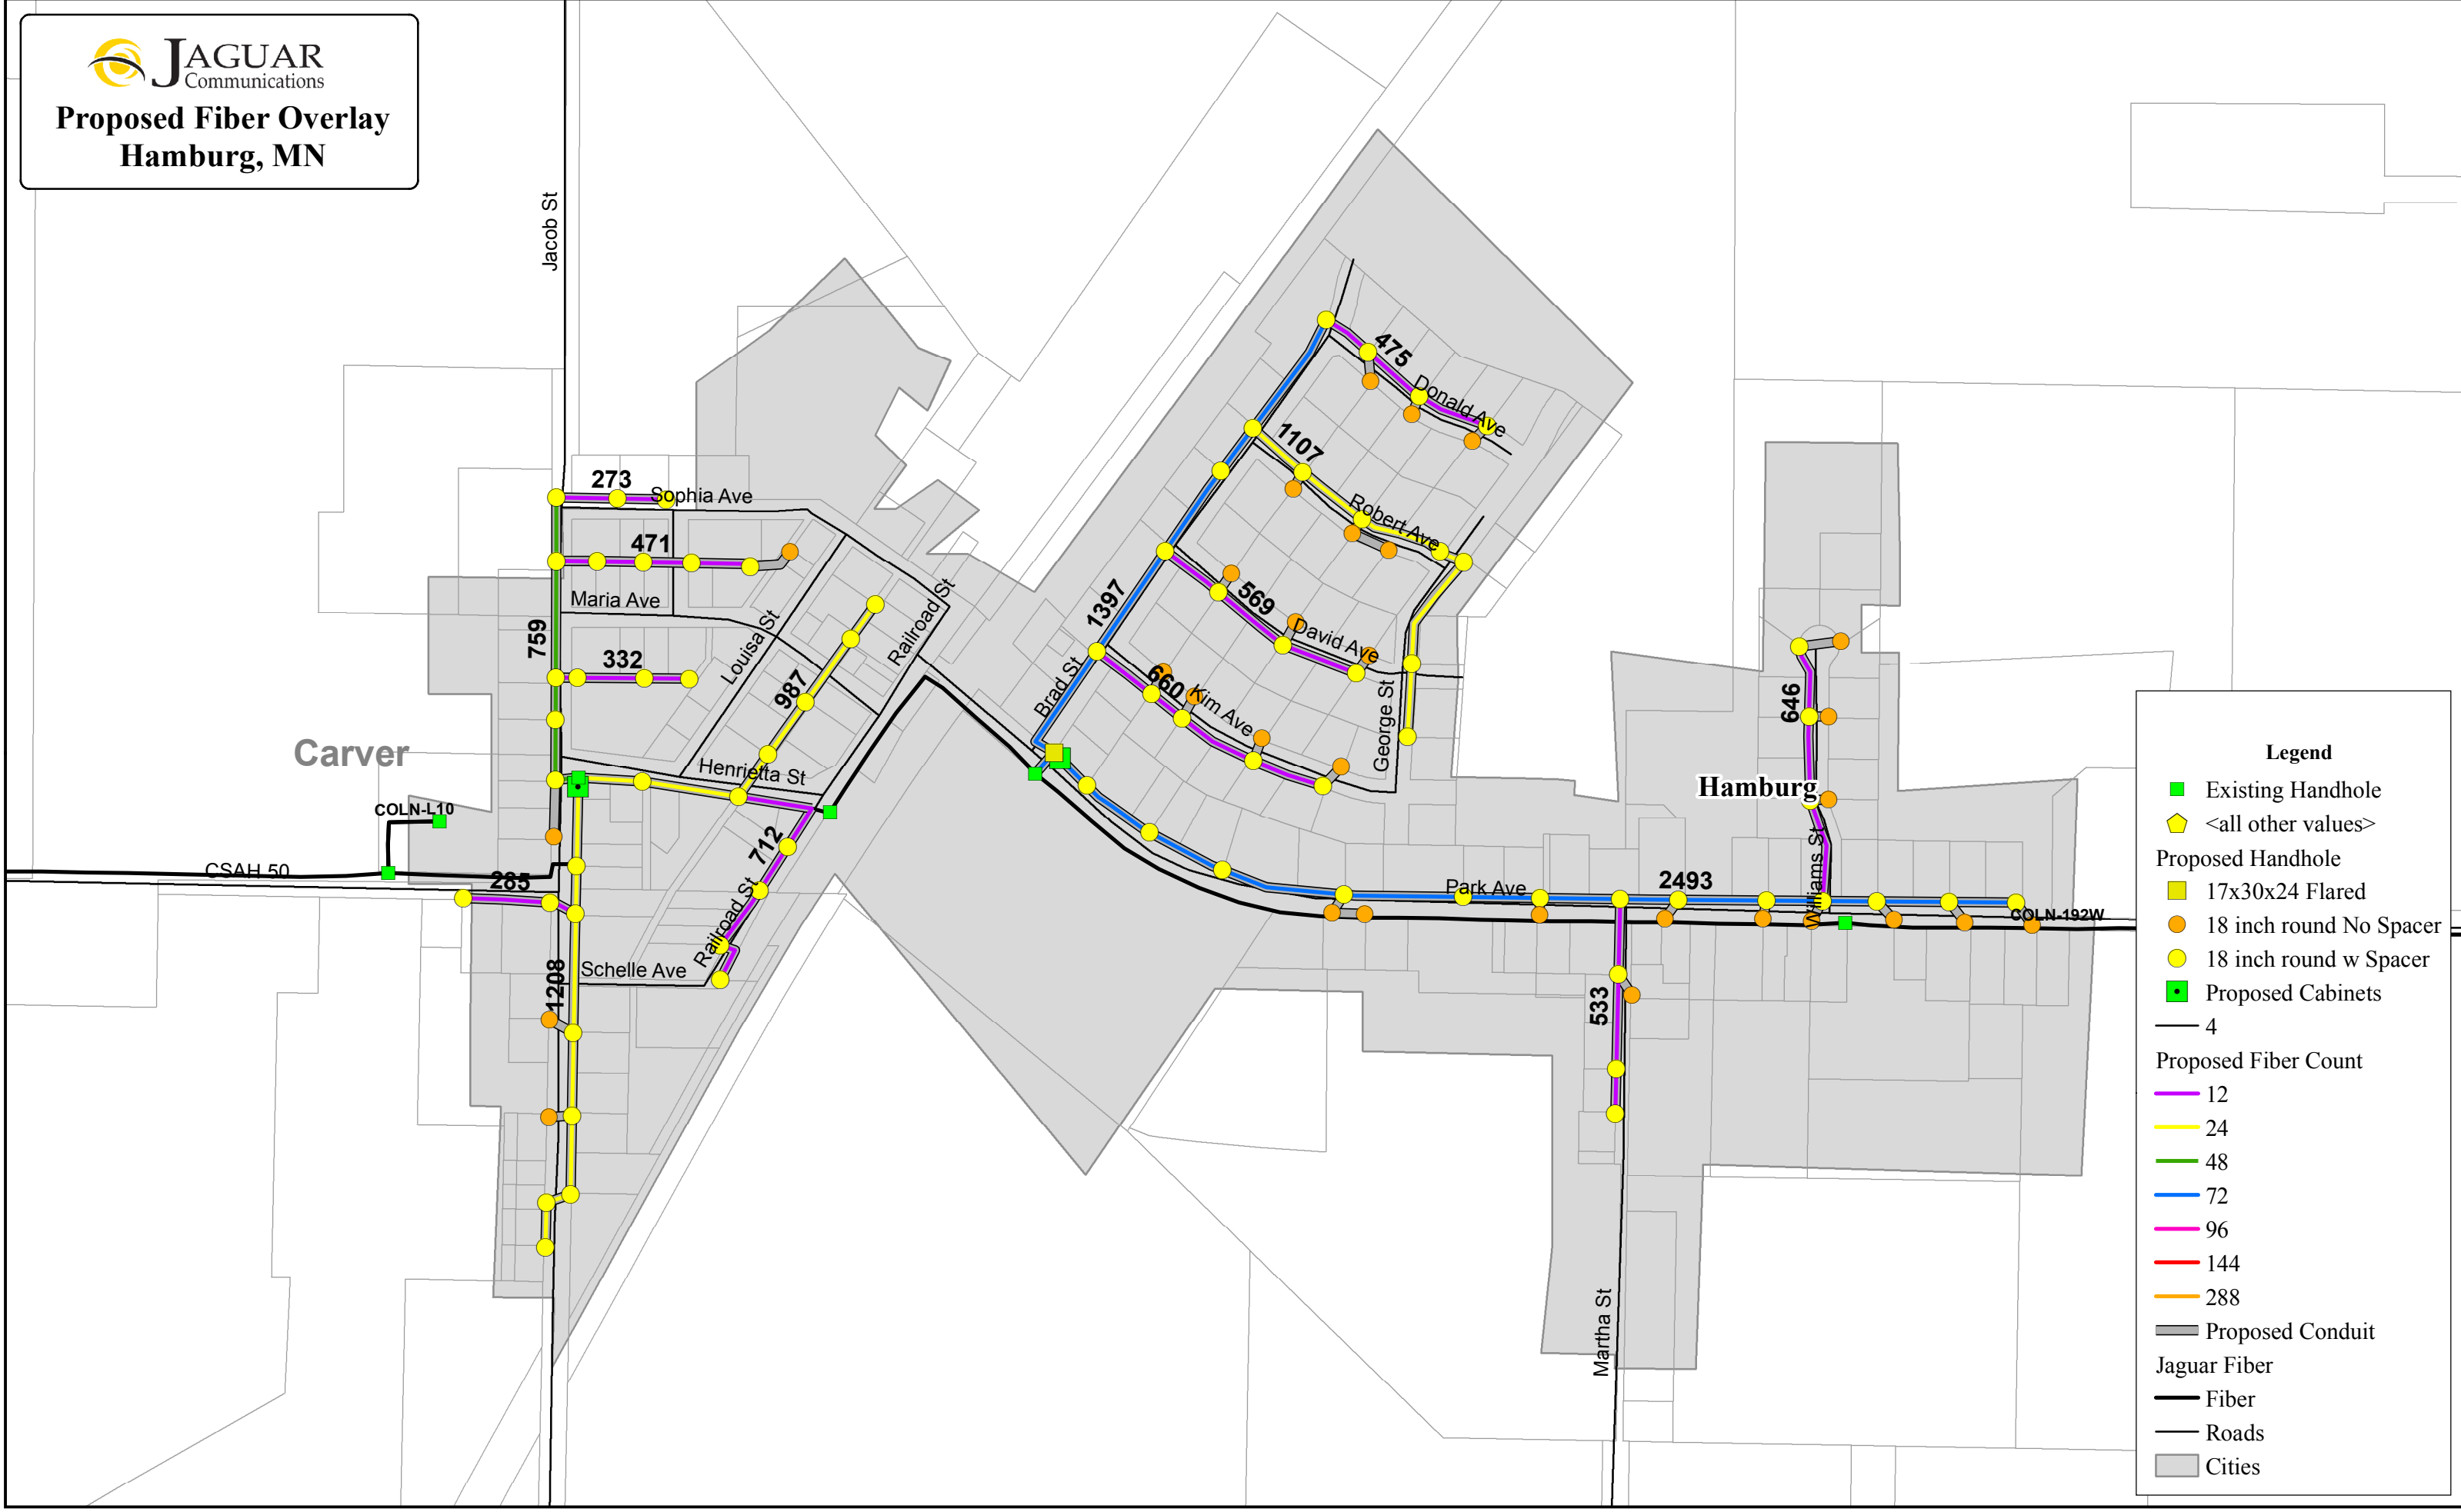 JAGUAR
Communications
Proposed Fiber Overlay
Hamburg, MN
Jacob St
273
Sophia Ave
471
Maria Ave
759
332
Louisa St
987
Railroad St
Henrietta St
Carver
COLN-L10
CSAH 50
285
712
Railroad St
1208
Schelle Ave
475
Donald Ave
1107
Robert Ave
1397
569
David Ave
Brad St
660
Kim Ave
George St
Park Ave
2493
533
Martha St
646
Hamburg
Williams St
COLN-192W
Legend
Existing Handhole
<all other values>
Proposed Handhole
17x30x24 Flared
18 inch round No Spacer
18 inch round w Spacer
Proposed Cabinets
4
Proposed Fiber Count
12
24
48
72
96
144
288
Proposed Conduit
Jaguar Fiber
Fiber
Roads
Cities